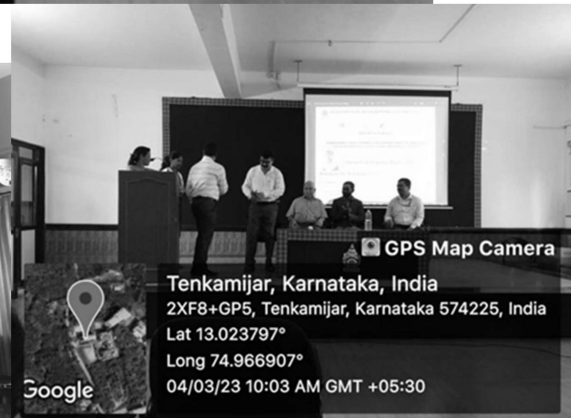 GPS Map Camera
Tenkamijar, Karnataka, India
2XF8+GP5, Tenkamijar, Karnataka 574225, India
Lat 13.023797°
Long 74.966907°
04/03/23 10:03 AM GMT +05:30
Google